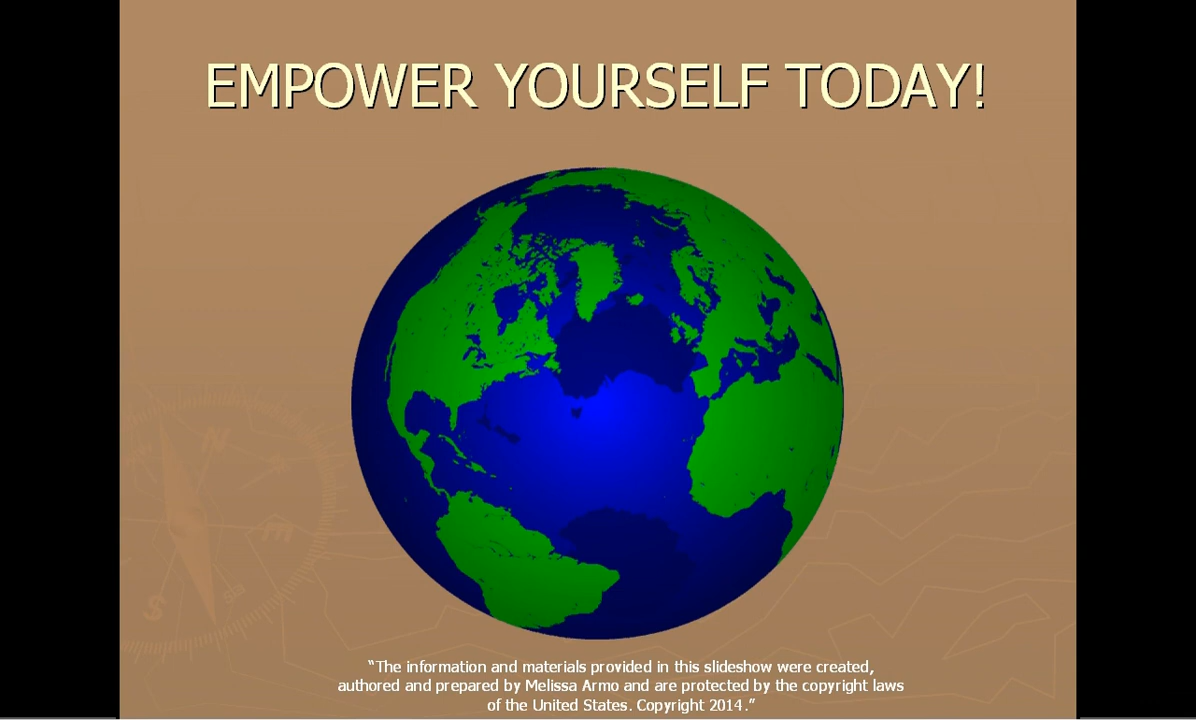 EMPOWER YOURSELF TODAY!
N
E
S
“The information and materials provided in this slideshow were created,
authored and prepared by Melissa Armo and are protected by the copyright laws
of the United States. Copyright 2014.”